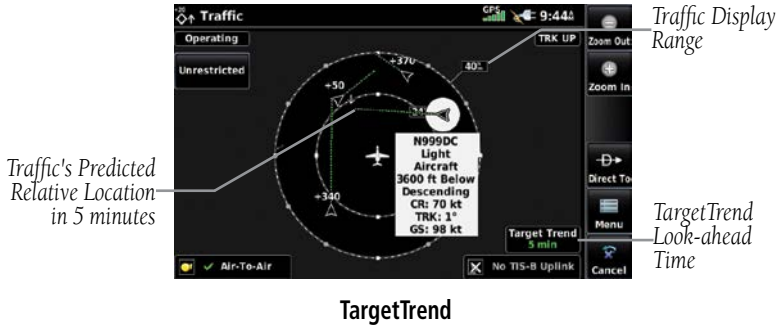 Traffic
GPS
9:44
Traffic Display
Range
Operating
TRK UP
Zoom Out
Unrestricted
+370
40
+50
Zoom In
N999DC
Light
Aircraft
3600 ft Below
Descending
CR: 70 kt
TRK: 1°
GS: 98 kt
Traffic's Predicted
Relative Location
in 5 minutes
Direct To
+340
Menu
Target Trend
5 min
TargetTrend
Look-ahead
Time
Air-To-Air
No TIS-B Uplink
Cancel
TargetTrend